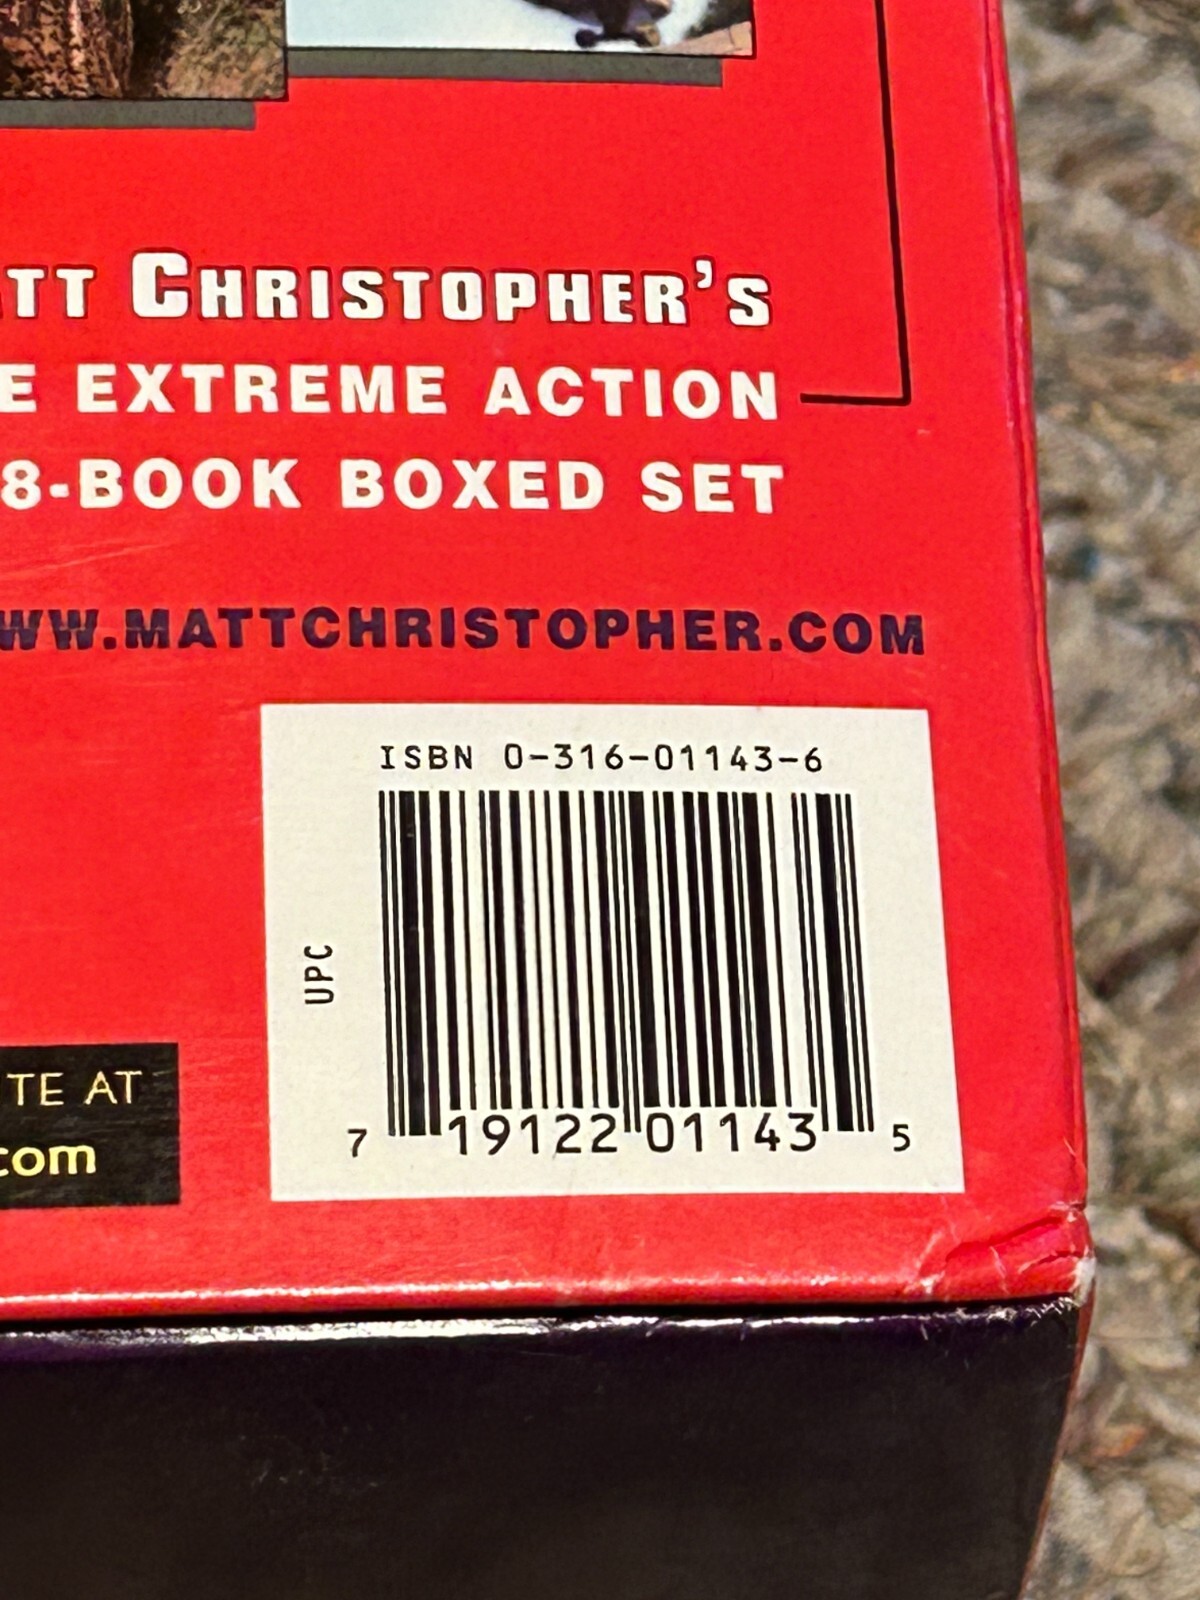 TT CHRISTOPHER'S
E EXTREME ACTION
8-BOOK BOXED SET
WW.MATTCHRISTOPHER.COM
ISBN 0-316-01143-6
UPC
7 19122 01143 5
TE AT
com